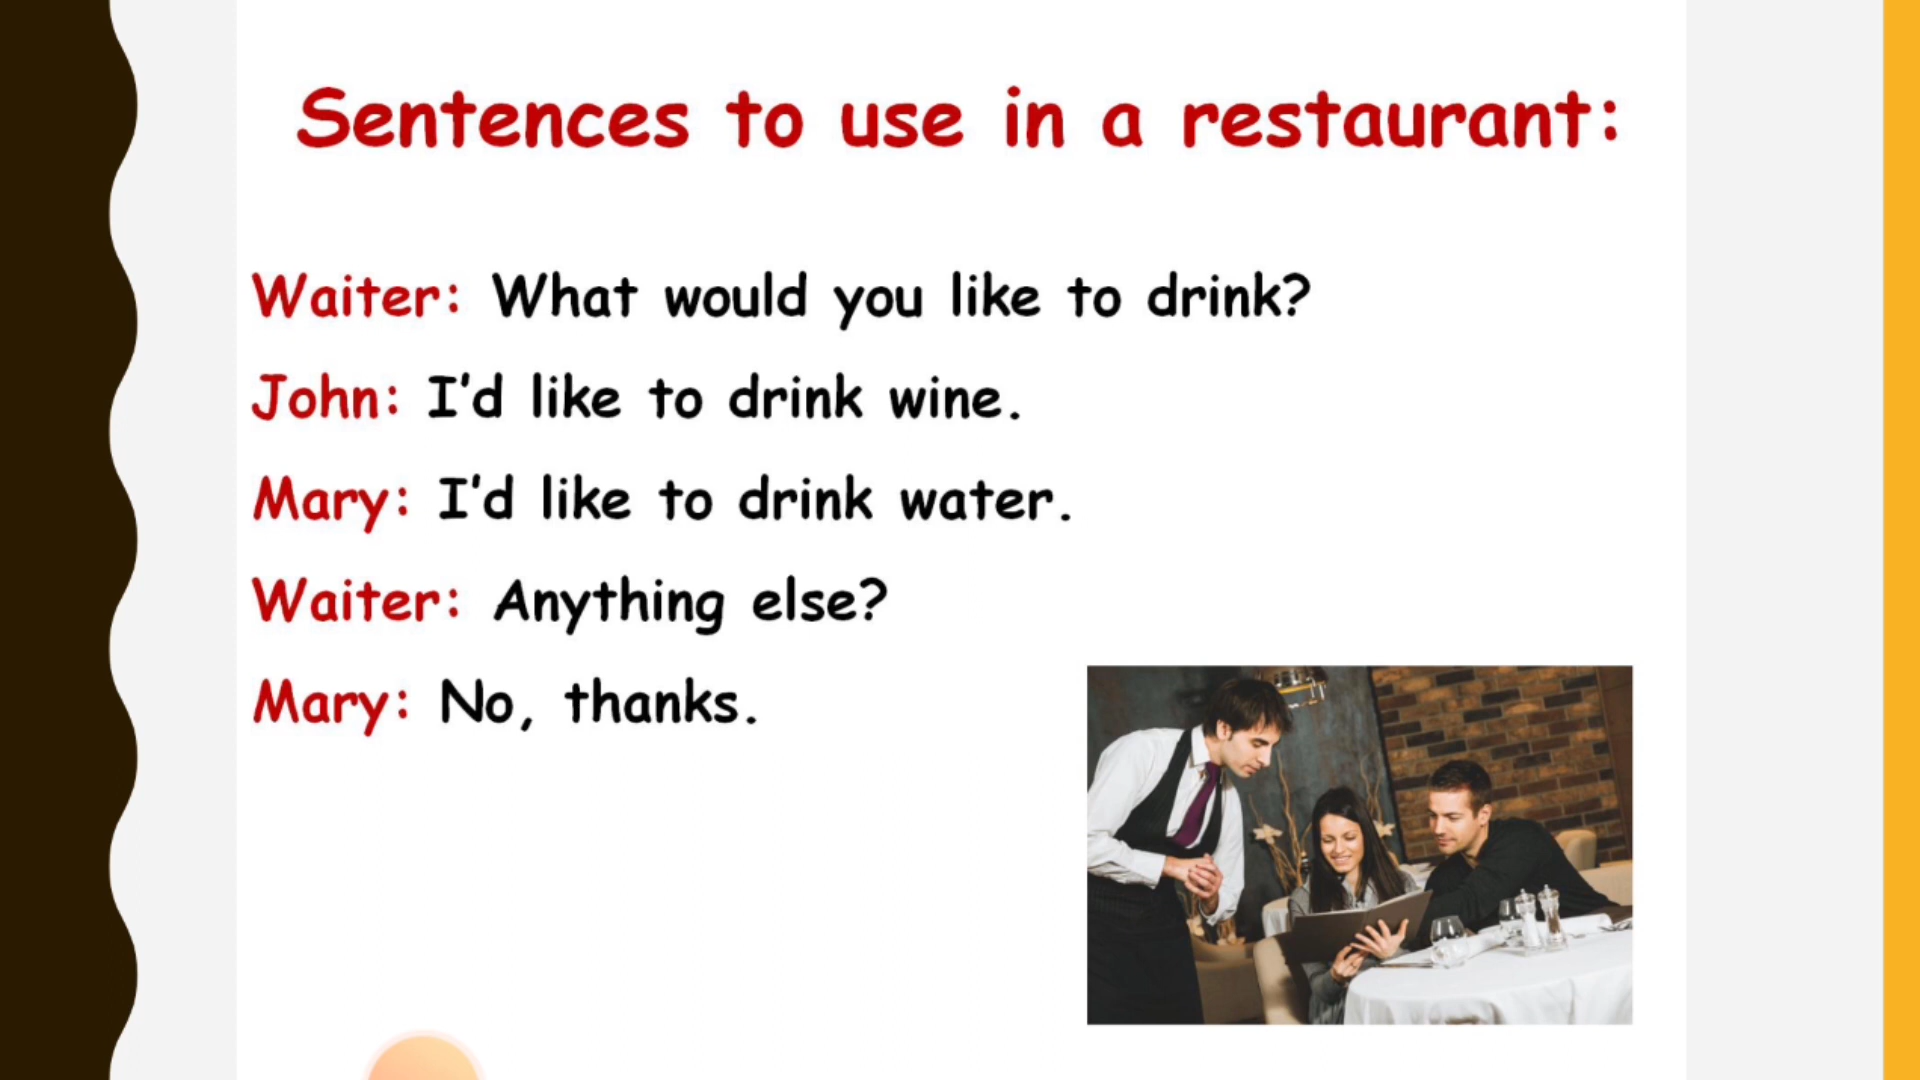 Sentences to use in a restaurant:
Waiter: What would you like to drink?
John: I'd like to drink wine.
Mary: I'd like to drink water.
Waiter: Anything else?
Mary: No, thanks.